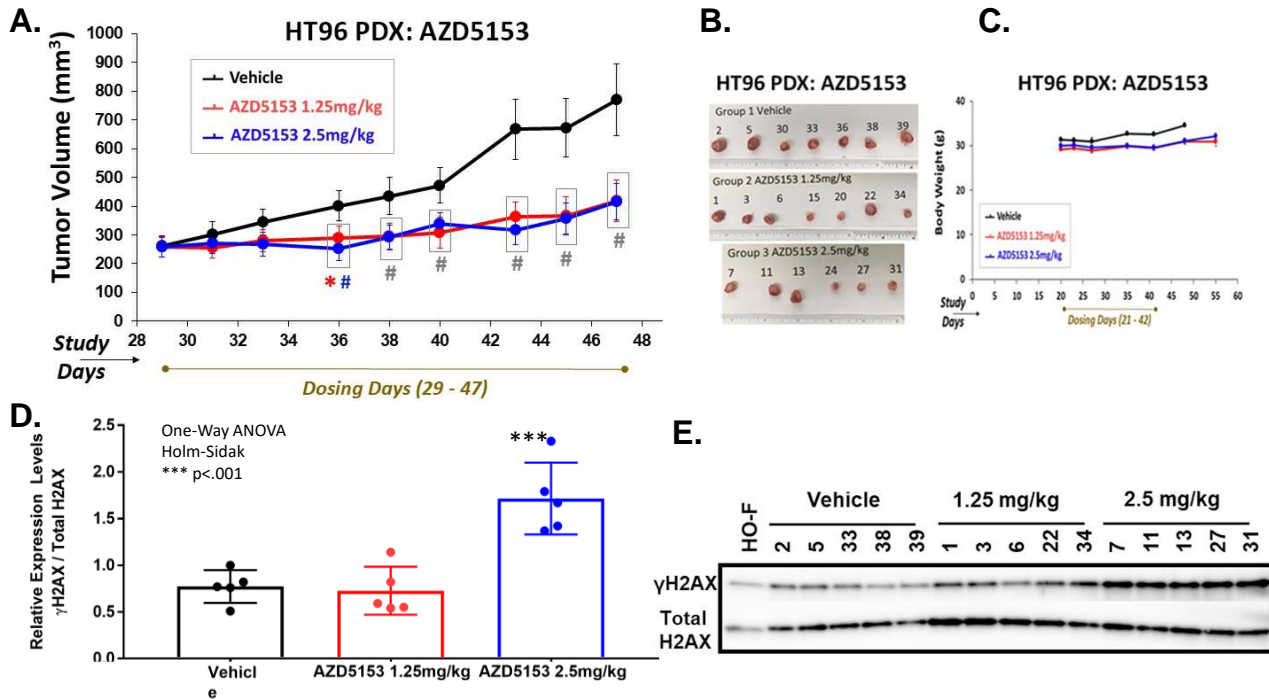 A.
HT96 PDX: AZD5153
Tumor Volume (mm³)
1000
900
800
700
600
500
400
300
200
100
0
Vehicle
AZD5153 1.25mg/kg
AZD5153 2.5mg/kg
* #
#
#
#
#
#
28 30 32 34 36 38 40 42 44 46 48
Study
Days
Dosing Days (29 - 47)
B.
HT96 PDX: AZD5153
Group 1 Vehicle
2 5 30 33 36 38 39
Group 2 AZD5153 1.25mg/kg
1 3 6 15 20 22 34
Group 3 AZD5153 2.5mg/kg
7 11 13 24 27 31
C.
HT96 PDX: AZD5153
Body Weight (g)
40
30
20
10
0
Vehicle
AZD5153 1.25mg/kg
AZD5153 2.5mg/kg
0 5 10 15 20 25 30 35 40 45 50 55 60
Study
Days
Dosing Days (21 - 42)
D.
Relative Expression Levels
γH2AX / Total H2AX
2.5
2.0
1.5
1.0
0.5
0.0
One-Way ANOVA
Holm-Sidak
*** p<.001
***
Vehicl
e
AZD5153 1.25mg/kg
AZD5153 2.5mg/kg
E.
Vehicle
1.25 mg/kg
2.5 mg/kg
HO-F 2 5 33 38 39 1 3 6 22 34 7 11 13 27 31
γH2AX
Total
H2AX